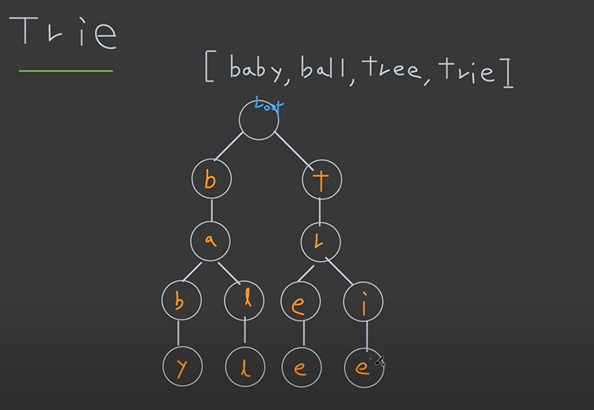 Trie
[ baby, ball, tree, trie ]
Root
b t
a r
b l e i
y l e e